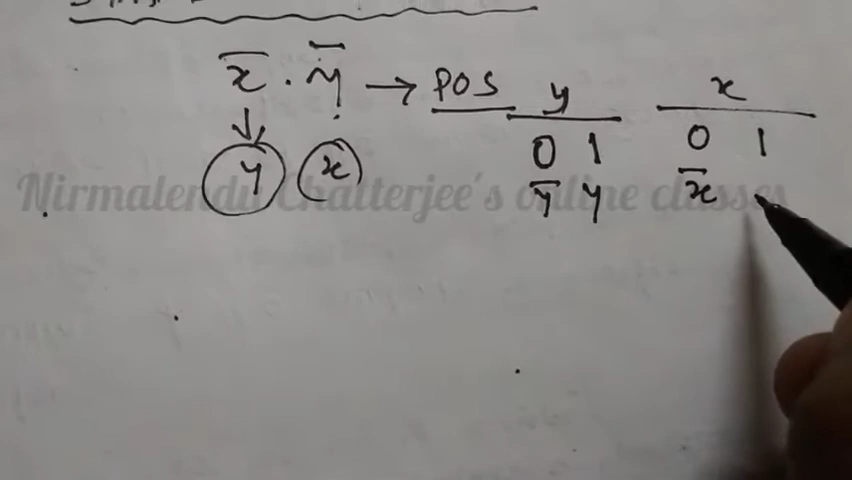 x̅ . y̅ → POS y x
↓ 0 1 0 1
y x y̅ y x̅
Nirmalendu Chatterjee's online classes